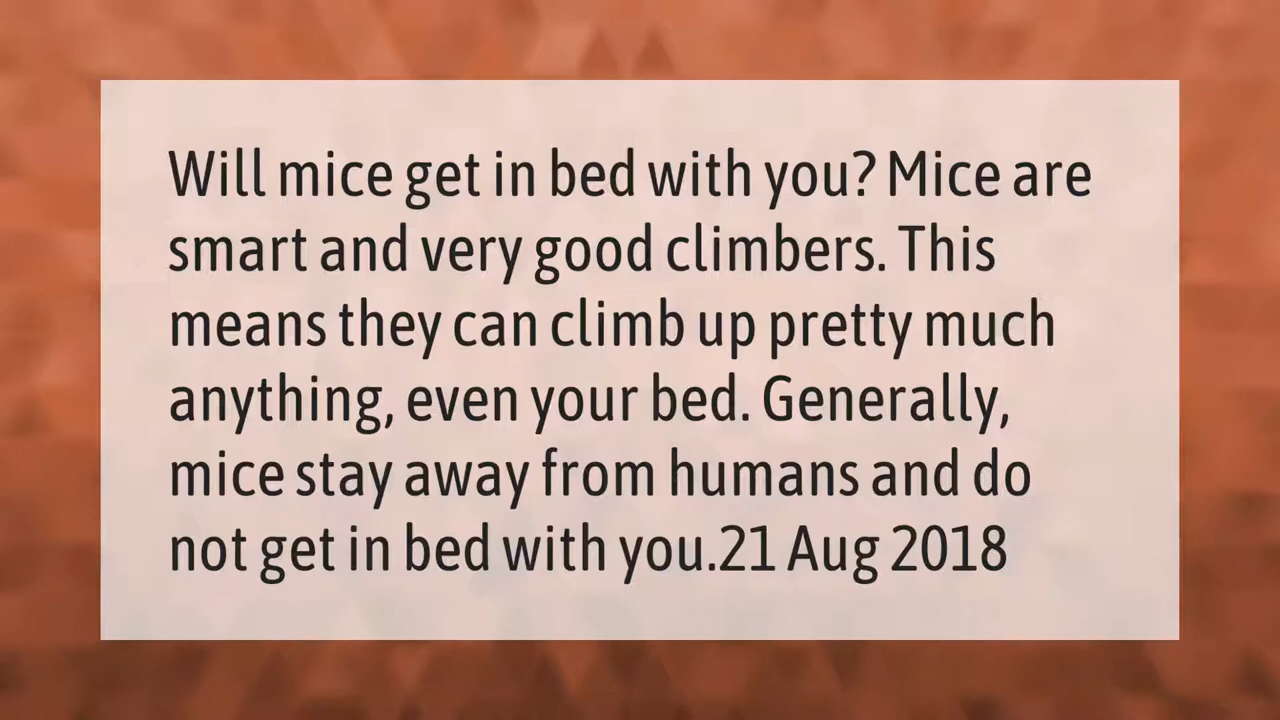 Will mice get in bed with you? Mice are
smart and very good climbers. This
means they can climb up pretty much
anything, even your bed. Generally,
mice stay away from humans and do
not get in bed with you.21 Aug 2018